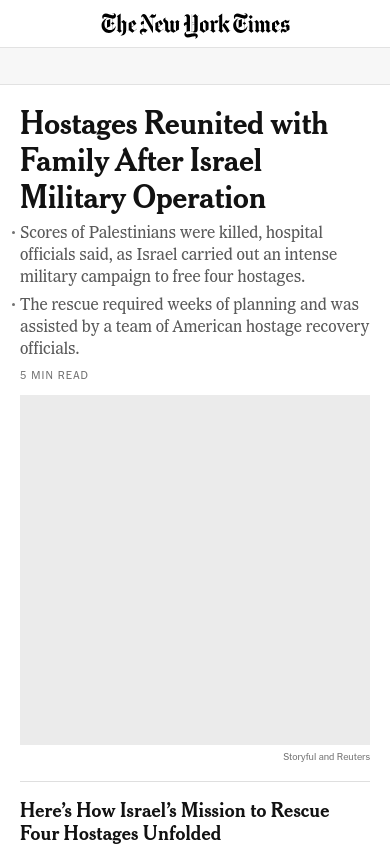 The New York Times
Hostages Reunited with
Family After Israel
Military Operation
• Scores of Palestinians were killed, hospital
officials said, as Israel carried out an intense
military campaign to free four hostages.
• The rescue required weeks of planning and was
assisted by a team of American hostage recovery
officials.
5 MIN READ
Storyful and Reuters
Here’s How Israel’s Mission to Rescue
Four Hostages Unfolded